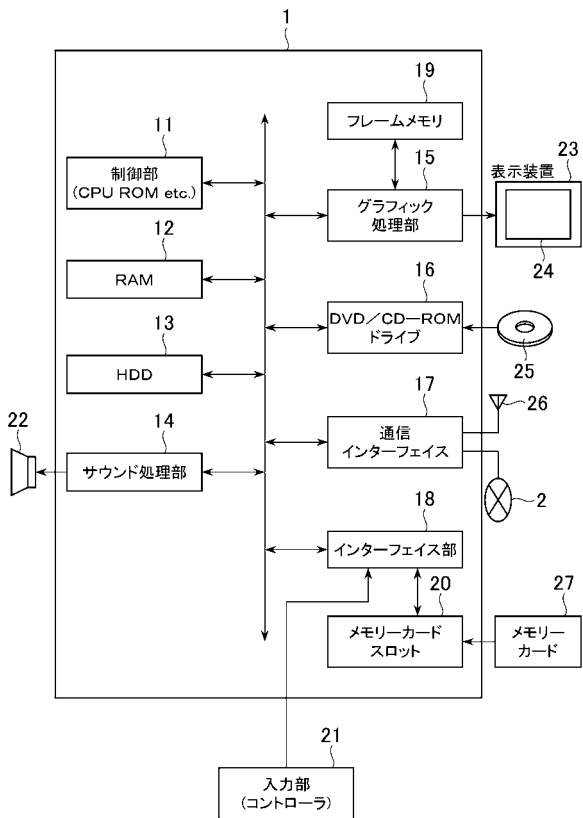 1
19
フレームメモリ
11
制御部
(CPU ROM etc.)
15
グラフィック
処理部
23
表示装置
24
12
RAM
16
DVD／CD－ROM
ドライブ
25
13
HDD
17
通信
インターフェイス
26
22
14
サウンド処理部
2
18
インターフェイス部
20
メモリーカード
スロット
27
メモリー
カード
21
入力部
(コントローラ)